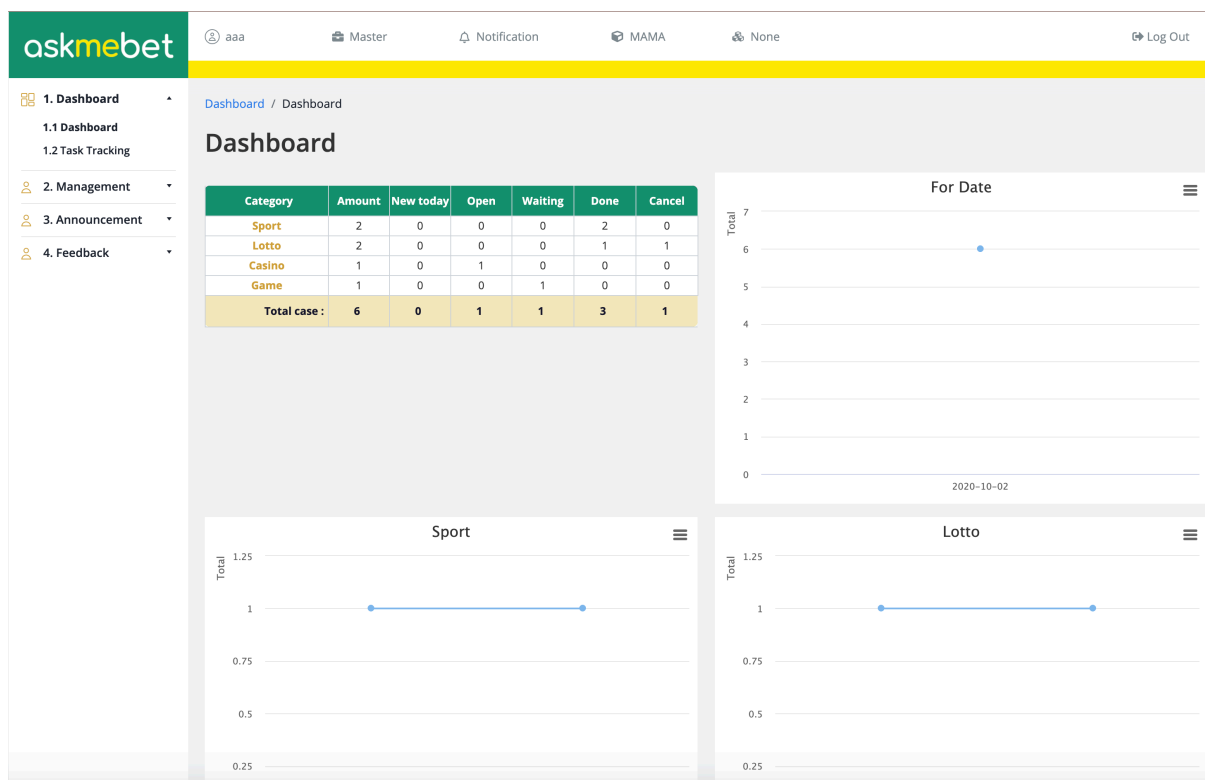 askmebet
aaa Master Notification MAMA None Log Out
1. Dashboard
1.1 Dashboard
1.2 Task Tracking
2. Management
3. Announcement
4. Feedback
Dashboard / Dashboard
Dashboard
Category Amount New today Open Waiting Done Cancel
Sport 2 0 0 0 2 0
Lotto 2 0 0 0 1 1
Casino 1 0 1 0 0 0
Game 1 0 0 1 0 0
Total case : 6 0 1 1 3 1
For Date
Total
7
6
5
4
3
2
1
0
2020-10-02
Sport
Total
1.25
1
0.75
0.5
0.25
Lotto
Total
1.25
1
0.75
0.5
0.25